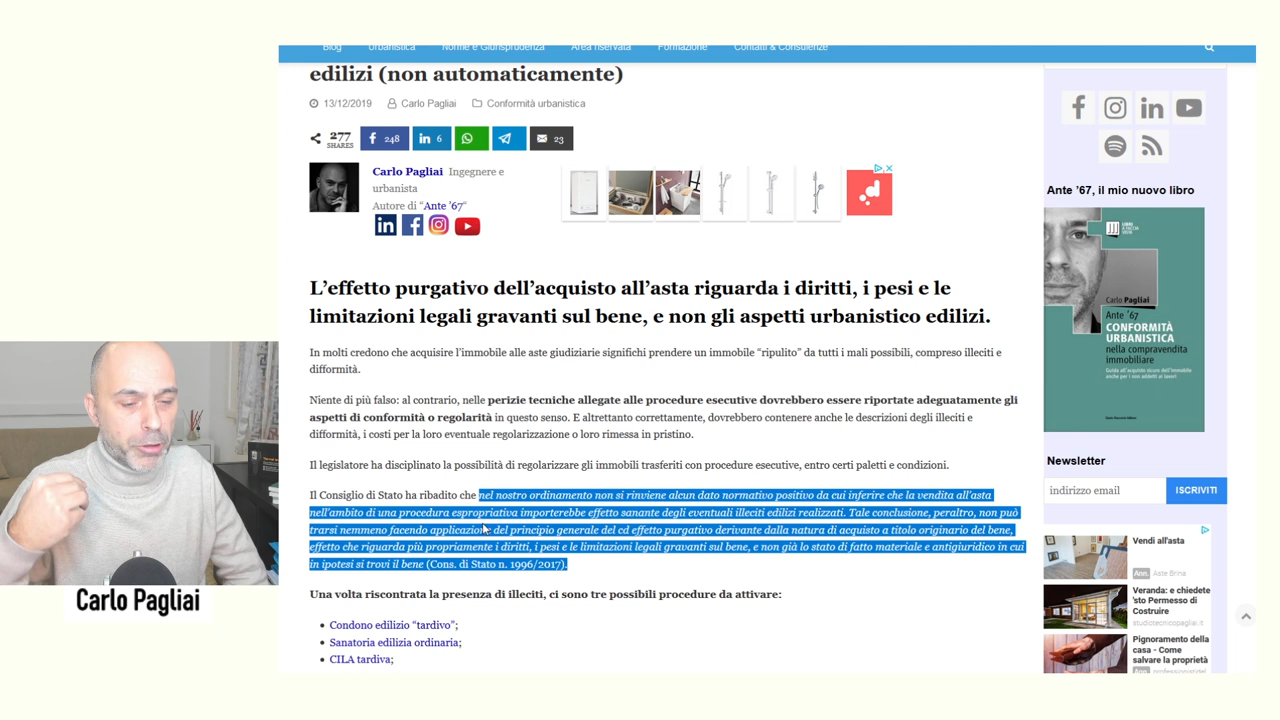 Blog Urbanistica Norme e Giurisprudenza Area riservata Formazione Contatti & Consulenze
edilizi (non automaticamente)
13/12/2019 Carlo Pagliai Conformità urbanistica
277
SHARES
248
6
23
Carlo Pagliai Ingegnere e
urbanista
Autore di “Ante ’67“
L’effetto purgativo dell’acquisto all’asta riguarda i diritti, i pesi e le
limitazioni legali gravanti sul bene, e non gli aspetti urbanistico edilizi.
In molti credono che acquisire l’immobile alle aste giudiziarie significhi prendere un immobile “ripulito” da tutti i mali possibili, compreso illeciti e
difformità.
Niente di più falso: al contrario, nelle perizie tecniche allegate alle procedure esecutive dovrebbero essere riportate adeguatamente gli
aspetti di conformità o regolarità in questo senso. E altrettanto correttamente, dovrebbero contenere anche le descrizioni degli illeciti e
difformità, i costi per la loro eventuale regolarizzazione o loro rimessa in pristino.
Il legislatore ha disciplinato la possibilità di regolarizzare gli immobili trasferiti con procedure esecutive, entro certi paletti e condizioni.
Il Consiglio di Stato ha ribadito che nel nostro ordinamento non si rinviene alcun dato normativo positivo da cui inferire che la vendita all’asta
nell’ambito di una procedura espropriativa importerebbe effetto sanante degli eventuali illeciti edilizi realizzati. Tale conclusione, peraltro, non può
trarsi nemmeno facendo applicazione del principio generale del cd effetto purgativo derivante dalla natura di acquisto a titolo originario del bene,
effetto che riguarda più propriamente i diritti, i pesi e le limitazioni legali gravanti sul bene, e non già lo stato di fatto materiale e antigiuridico in cui
in ipotesi si trovi il bene (Cons. di Stato n. 1996/2017).
Una volta riscontrata la presenza di illeciti, ci sono tre possibili procedure da attivare:
• Condono edilizio “tardivo”;
• Sanatoria edilizia ordinaria;
• CILA tardiva;
Ante ’67, il mio nuovo libro
Carlo Pagliai
Ante ’67
CONFORMITÀ
URBANISTICA
nella compravendita
immobiliare
Newsletter
indirizzo email ISCRIVITI
Vendi all'asta
Ann. Aste Brina
Veranda: e chiedete
'sto Permesso di
Costruire
studiotecnicopagliai.it
Pignoramento della
casa - Come
salvare la proprietà
Carlo Pagliai